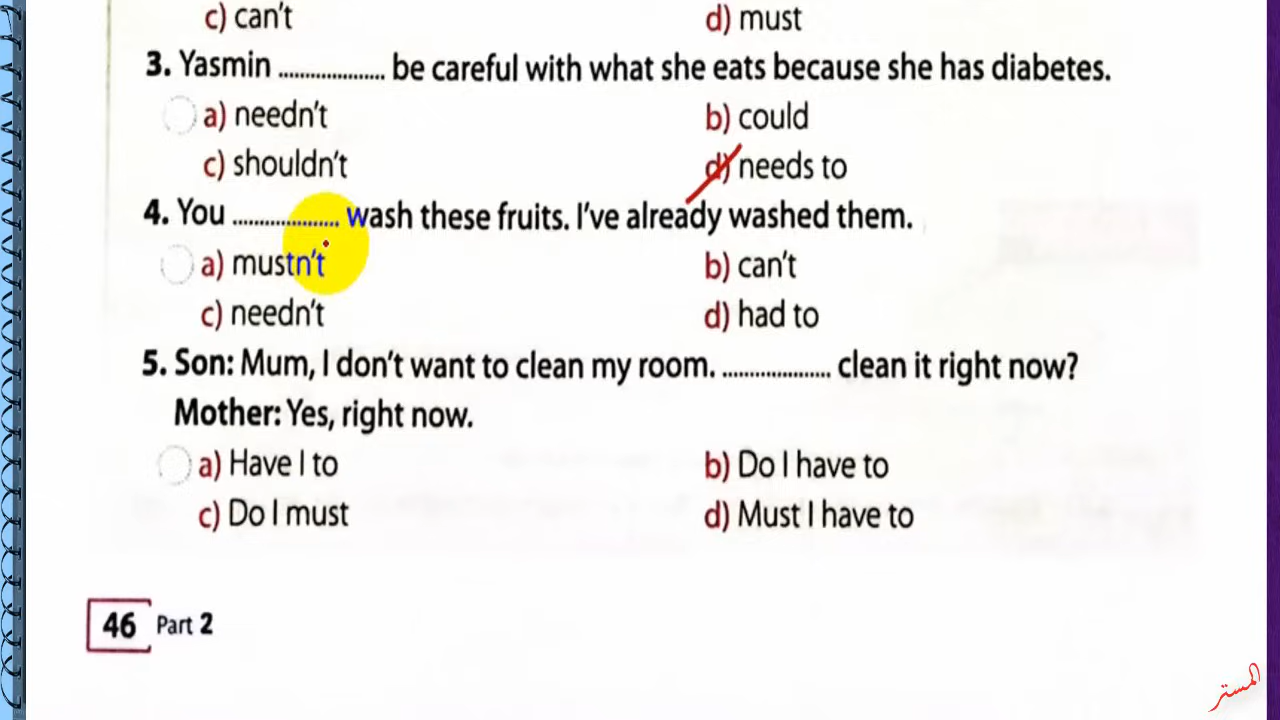 c) can't d) must
3. Yasmin .................... be careful with what she eats because she has diabetes.
a) needn't b) could
c) shouldn't d) needs to
4. You .................... wash these fruits. I've already washed them.
a) mustn't b) can't
c) needn't d) had to
5. Son: Mum, I don't want to clean my room. .................... clean it right now?
Mother: Yes, right now.
a) Have I to b) Do I have to
c) Do I must d) Must I have to
46 Part 2
المستر